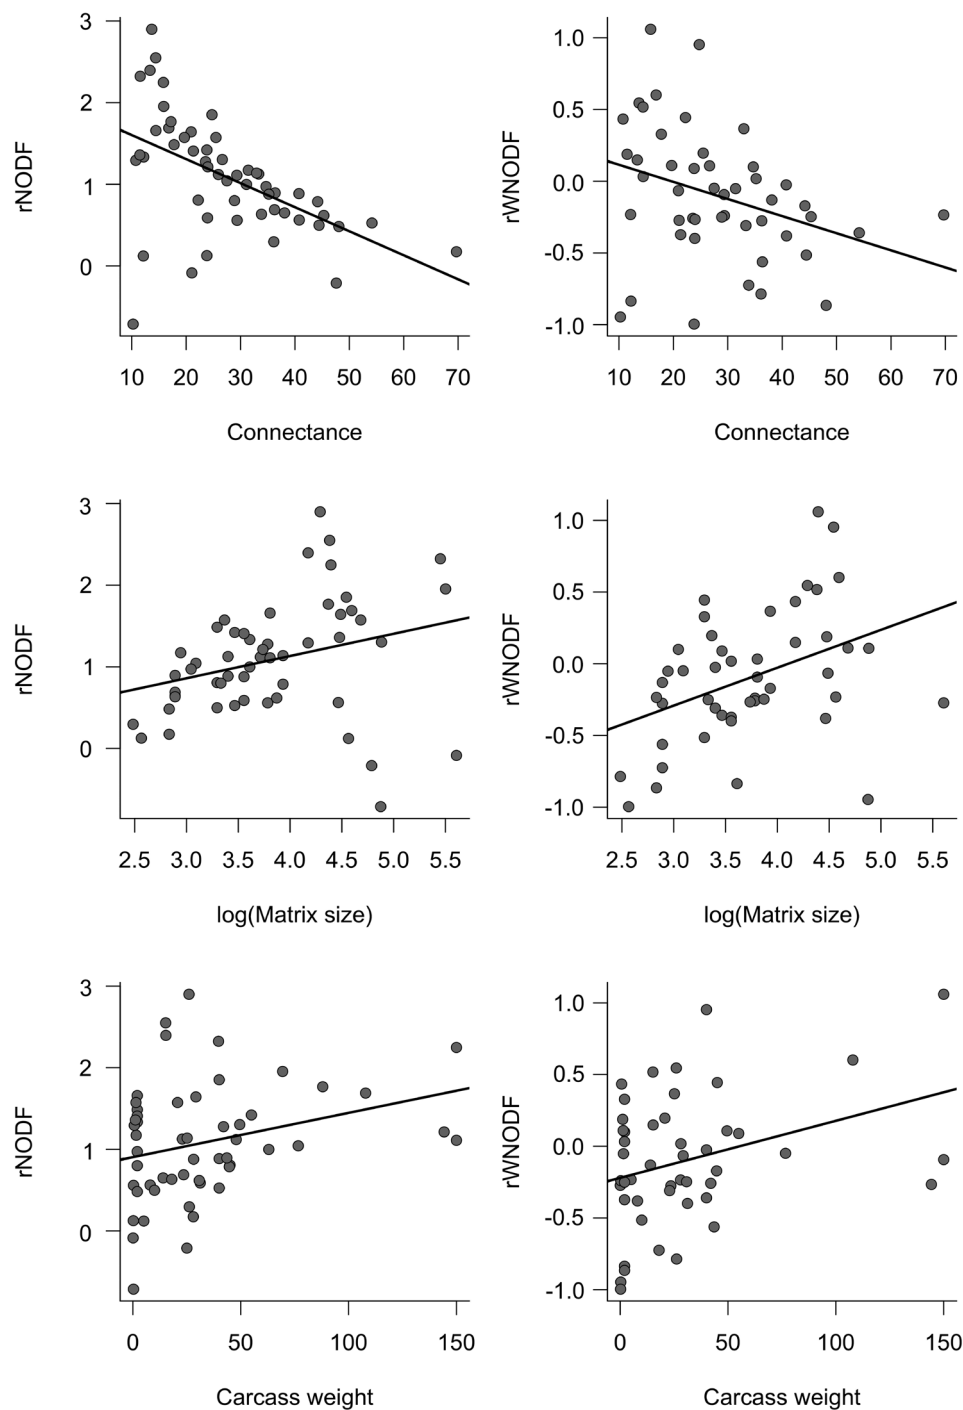 rNODF
3
2
1
0
10 20 30 40 50 60 70
Connectance
rWNODF
1.0
0.5
0.0
-0.5
-1.0
10 20 30 40 50 60 70
Connectance
rNODF
3
2
1
0
2.5 3.0 3.5 4.0 4.5 5.0 5.5
log(Matrix size)
rWNODF
1.0
0.5
0.0
-0.5
-1.0
2.5 3.0 3.5 4.0 4.5 5.0 5.5
log(Matrix size)
rNODF
3
2
1
0
0 50 100 150
Carcass weight
rWNODF
1.0
0.5
0.0
-0.5
-1.0
0 50 100 150
Carcass weight